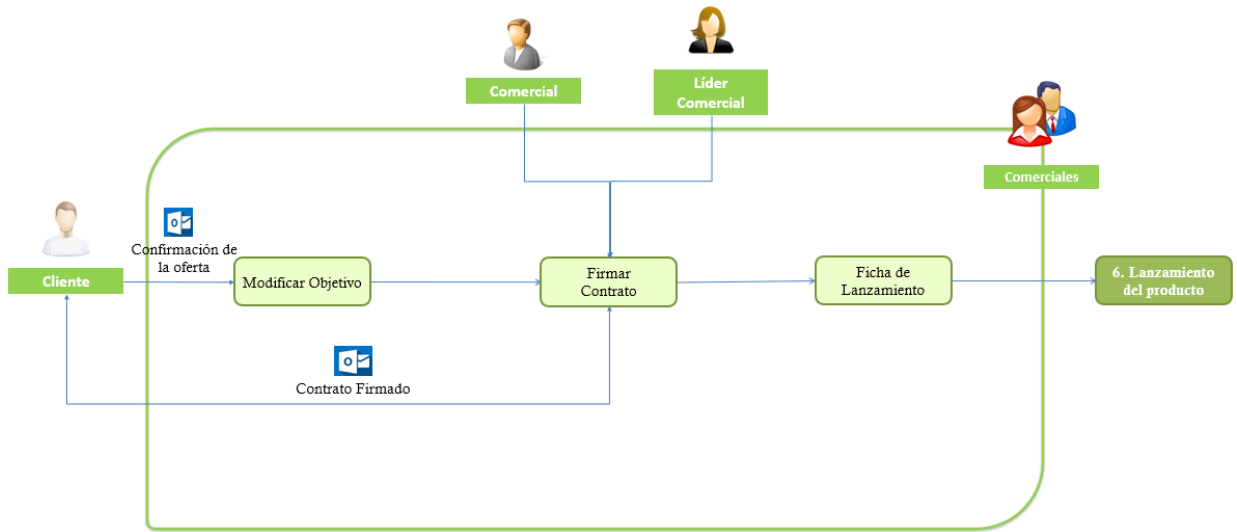 Comercial
Líder
Comercial
Comerciales
Confirmación de
la oferta
Cliente
Modificar Objetivo
Firmar
Contrato
Ficha de
Lanzamiento
6. Lanzamiento
del producto
Contrato Firmado